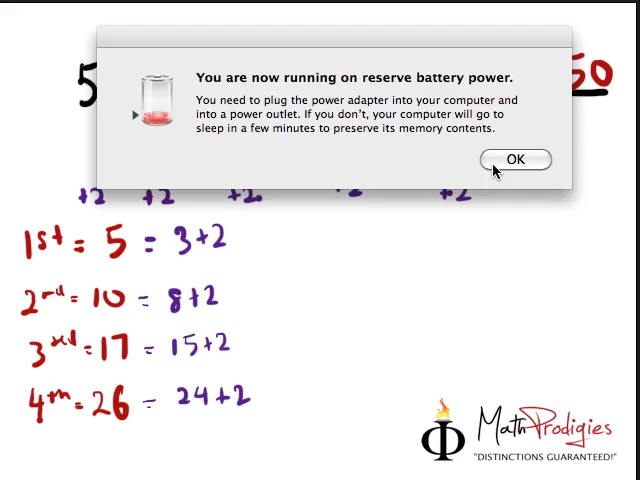 You are now running on reserve battery power.
You need to plug the power adapter into your computer and
into a power outlet. If you don't, your computer will go to
sleep in a few minutes to preserve its memory contents.
OK
5 50
+2 +2 +2 +2 +2
1st = 5 = 3+2
2nd = 10 = 8+2
3rd = 17 = 15+2
4th = 26 = 24+2
Math Prodigies
"DISTINCTIONS GUARANTEED!"